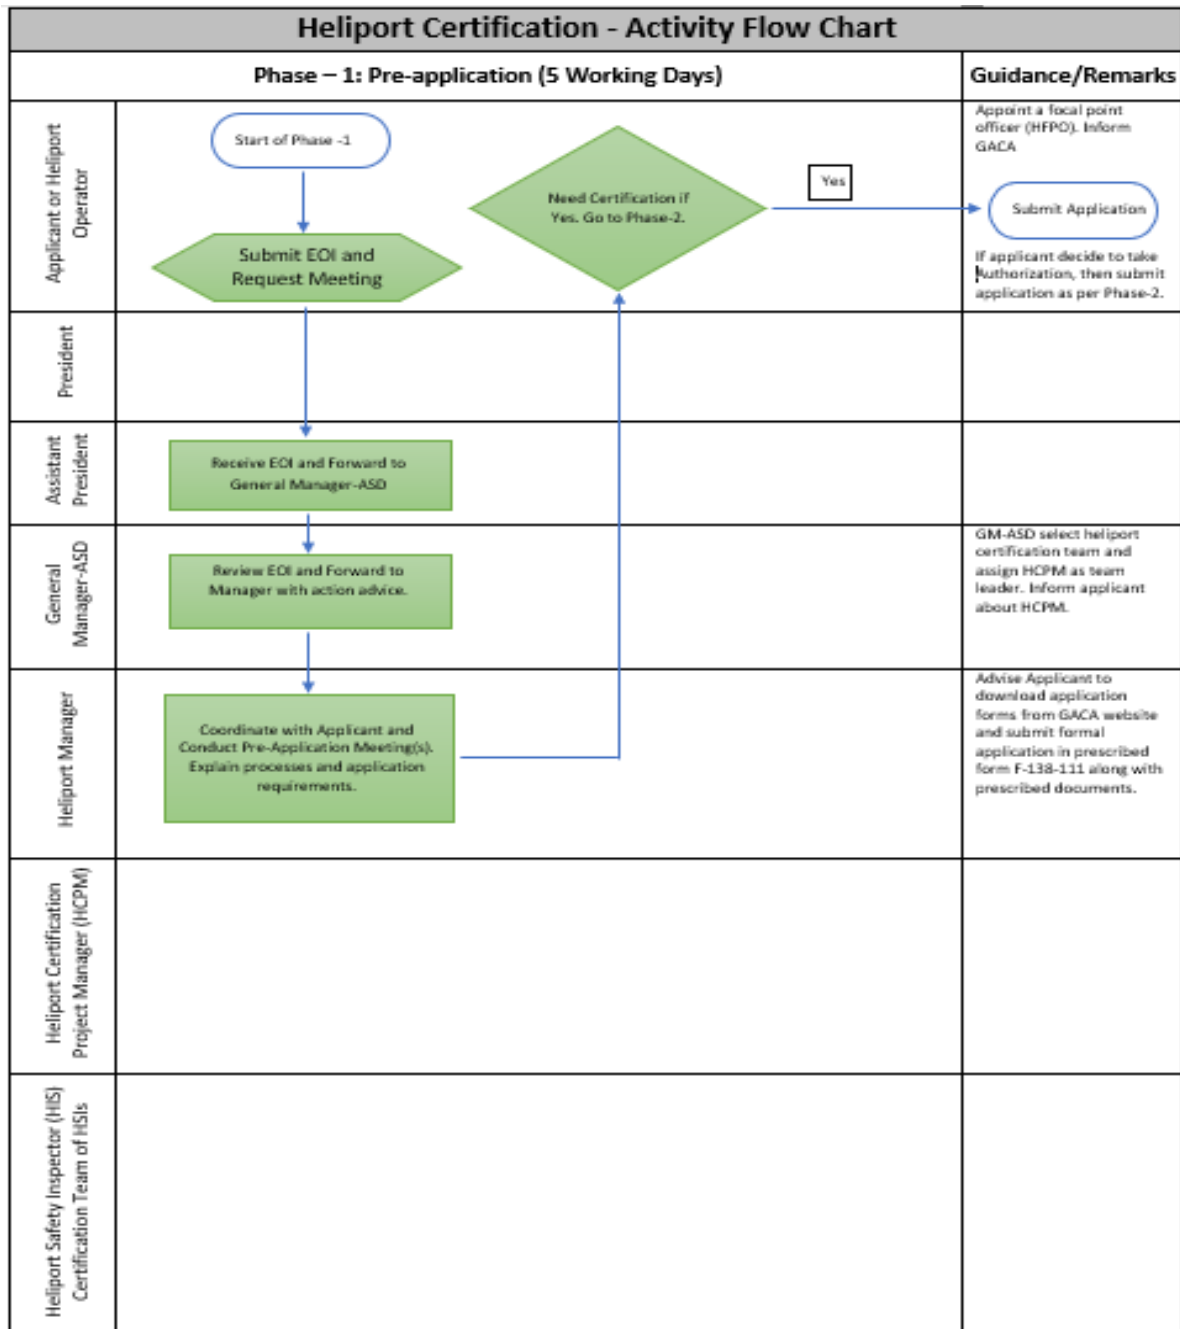 Heliport Certification - Activity Flow Chart
Phase – 1: Pre-application (5 Working Days)
Guidance/Remarks
Applicant or Heliport
Operator
Start of Phase -1
Submit EOI and
Request Meeting
Need Certification if
Yes. Go to Phase-2.
Yes
Appoint a focal point
officer (HFPO). Inform
GACA
Submit Application
If applicant decide to take
Authorization, then submit
application as per Phase-2.
President
Assistant
President
Receive EOI and Forward to
General Manager-ASD
General
Manager-ASD
Review EOI and Forward to
Manager with action advice.
GM-ASD select heliport
certification team and
assign HCPM as team
leader. Inform applicant
about HCPM.
Heliport Manager
Coordinate with Applicant and
Conduct Pre-Application Meeting(s).
Explain processes and application
requirements.
Advise Applicant to
download application
forms from GACA website
and submit formal
application in prescribed
form F-138-111 along with
prescribed documents.
Heliport Certification
Project Manager (HCPM)
Heliport Safety Inspector (HIS)
Certification Team of HSIs